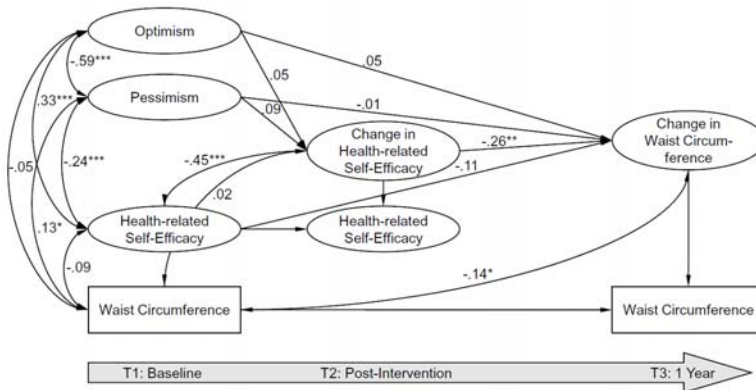 Optimism
-.59***
.05
.05
.33***
Pessimism
-.01
.09
Change in
Health-related
Self-Efficacy
Change in
Waist Circum-
ference
-.26**
-.45***
-.24***
-.05
-.11
.02
.13*
Health-related
Self-Efficacy
Health-related
Self-Efficacy
-.09
-.14*
Waist Circumference
Waist Circumference
T1: Baseline
T2: Post-Intervention
T3: 1 Year